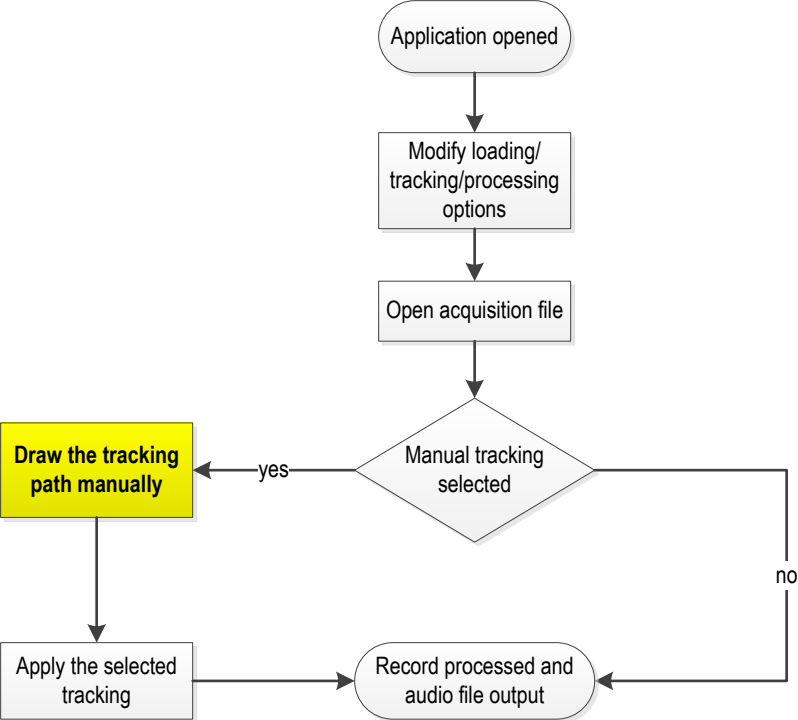 Application opened
Modify loading/
tracking/processing
options
Open acquisition file
Manual tracking
selected
yes
Draw the tracking
path manually
no
Apply the selected
tracking
Record processed and
audio file output